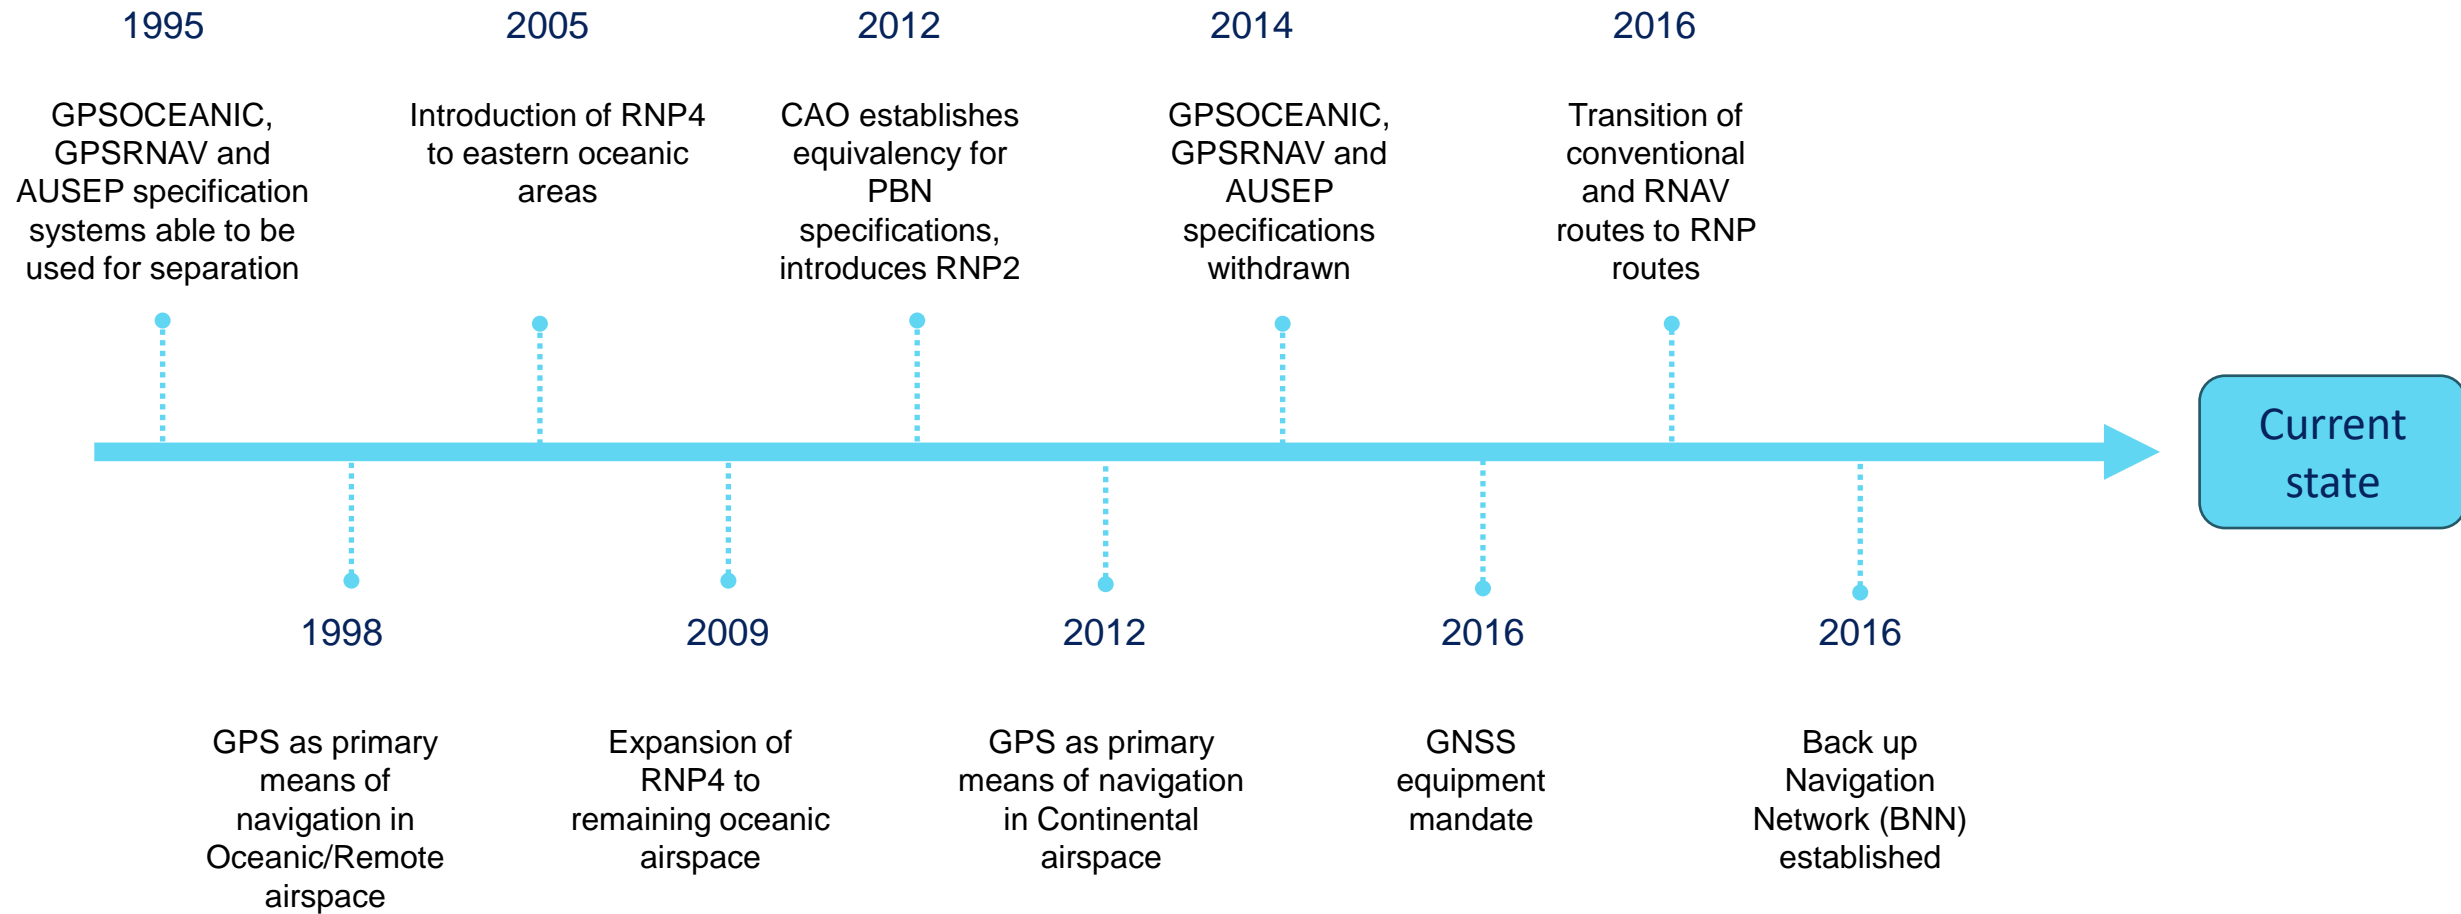 1995
GPSOCEANIC,
GPSRNAV and
AUSEP specification
systems able to be
used for separation
2005
Introduction of RNP4
to eastern oceanic
areas
2012
CAO establishes
equivalency for
PBN
specifications,
introduces RNP2
2014
GPSOCEANIC,
GPSRNAV and
AUSEP
specifications
withdrawn
2016
Transition of
conventional
and RNAV
routes to RNP
routes
Current
state
1998
GPS as primary
means of
navigation in
Oceanic/Remote
airspace
2009
Expansion of
RNP4 to
remaining oceanic
airspace
2012
GPS as primary
means of navigation
in Continental
airspace
2016
GNSS
equipment
mandate
2016
Back up
Navigation
Network (BNN)
established